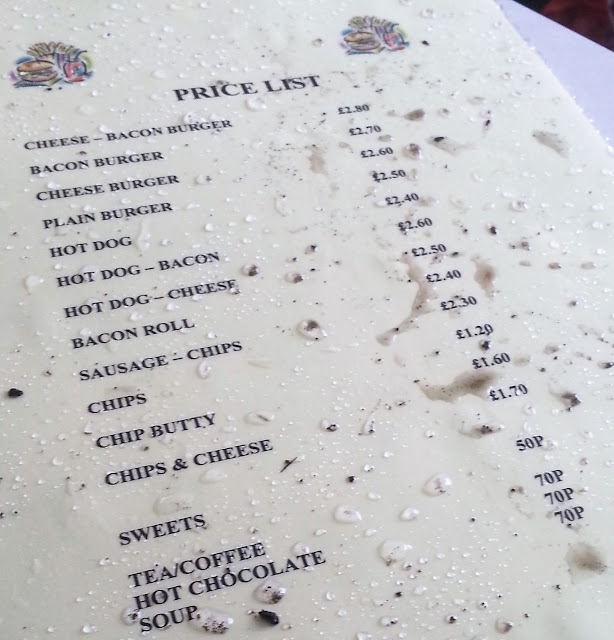 PRICE LIST
CHEESE – BACON BURGER £2.80
BACON BURGER £2.70
CHEESE BURGER £2.60
PLAIN BURGER £2.50
HOT DOG £2.40
HOT DOG – BACON £2.60
HOT DOG – CHEESE £2.50
BACON ROLL £2.40
SAUSAGE – CHIPS £2.30
CHIPS £1.20
CHIP BUTTY £1.60
CHIPS & CHEESE £1.70
SWEETS 50P
TEA/COFFEE 70P
HOT CHOCOLATE 70P
SOUP 70P